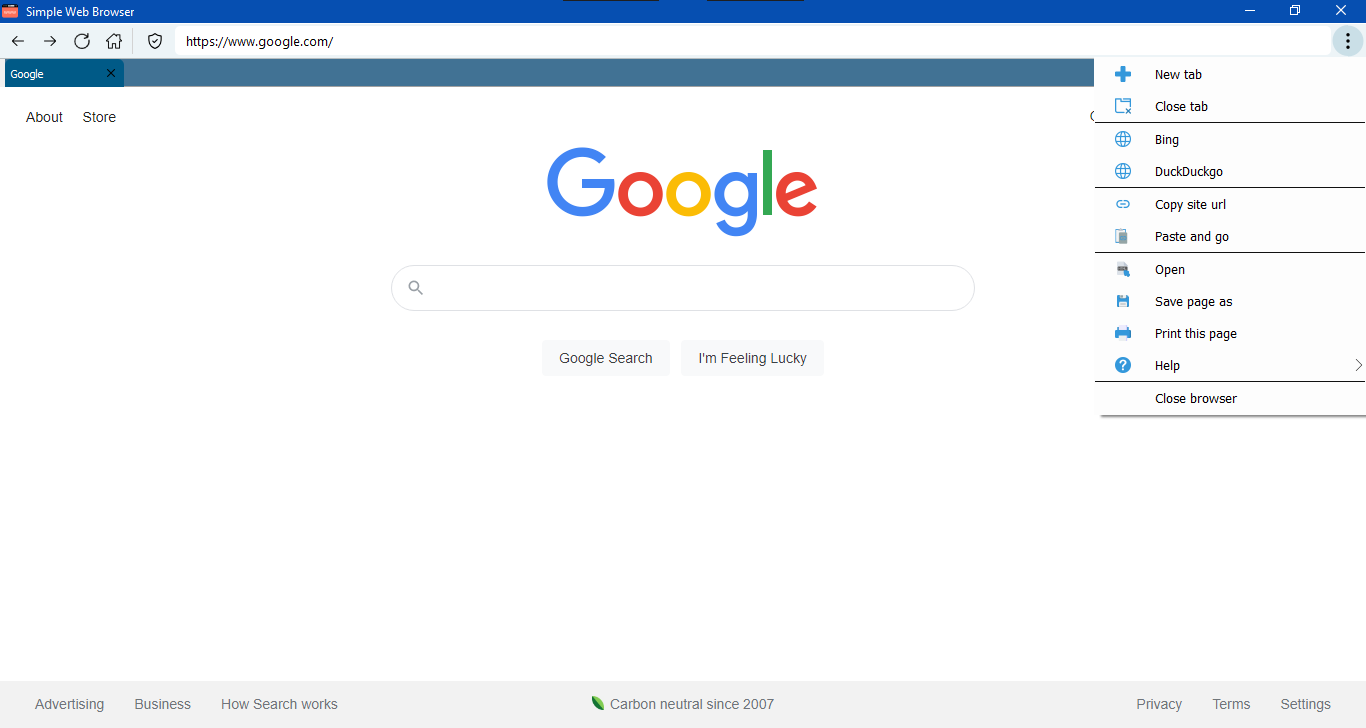 Simple Web Browser
https://www.google.com/
Google
New tab
Close tab
Bing
DuckDuckgo
Copy site url
Paste and go
Open
Save page as
Print this page
Help
Close browser
About Store
Google
Google Search I'm Feeling Lucky
Advertising Business How Search works Carbon neutral since 2007 Privacy Terms Settings